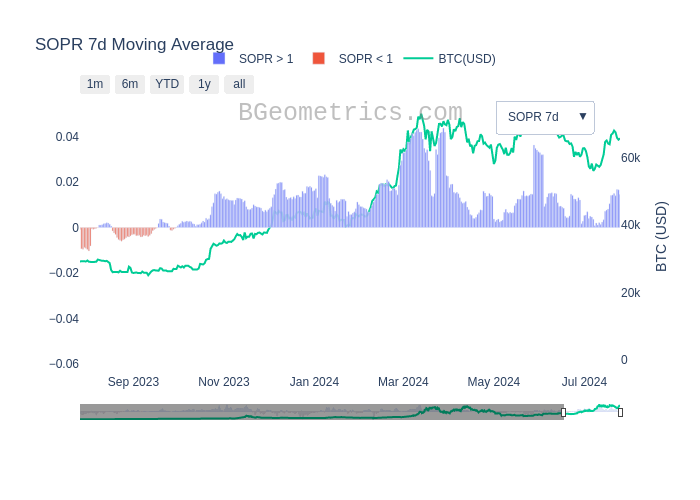 SOPR 7d Moving Average
SOPR > 1
SOPR < 1
BTC(USD)
1m 6m YTD 1y all
BGeometrics.com
SOPR 7d ▼
0.04
0.02
0
−0.02
−0.04
−0.06
60k
40k
20k
0
BTC (USD)
Sep 2023 Nov 2023 Jan 2024 Mar 2024 May 2024 Jul 2024